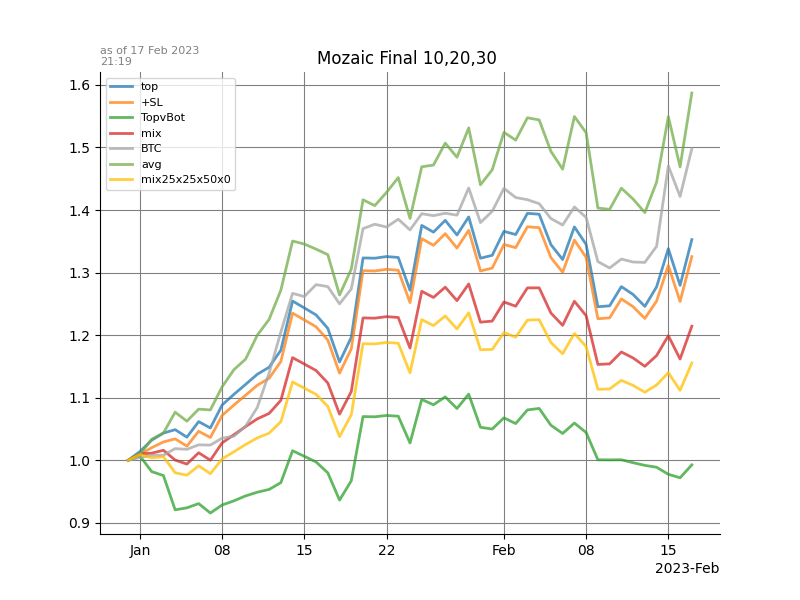 as of 17 Feb 2023
21:19
Mozaic Final 10,20,30
1.6
1.5
1.4
1.3
1.2
1.1
1.0
0.9
top
+SL
TopvBot
mix
BTC
avg
mix25x25x50x0
Jan
08
15
22
Feb
08
15
2023-Feb